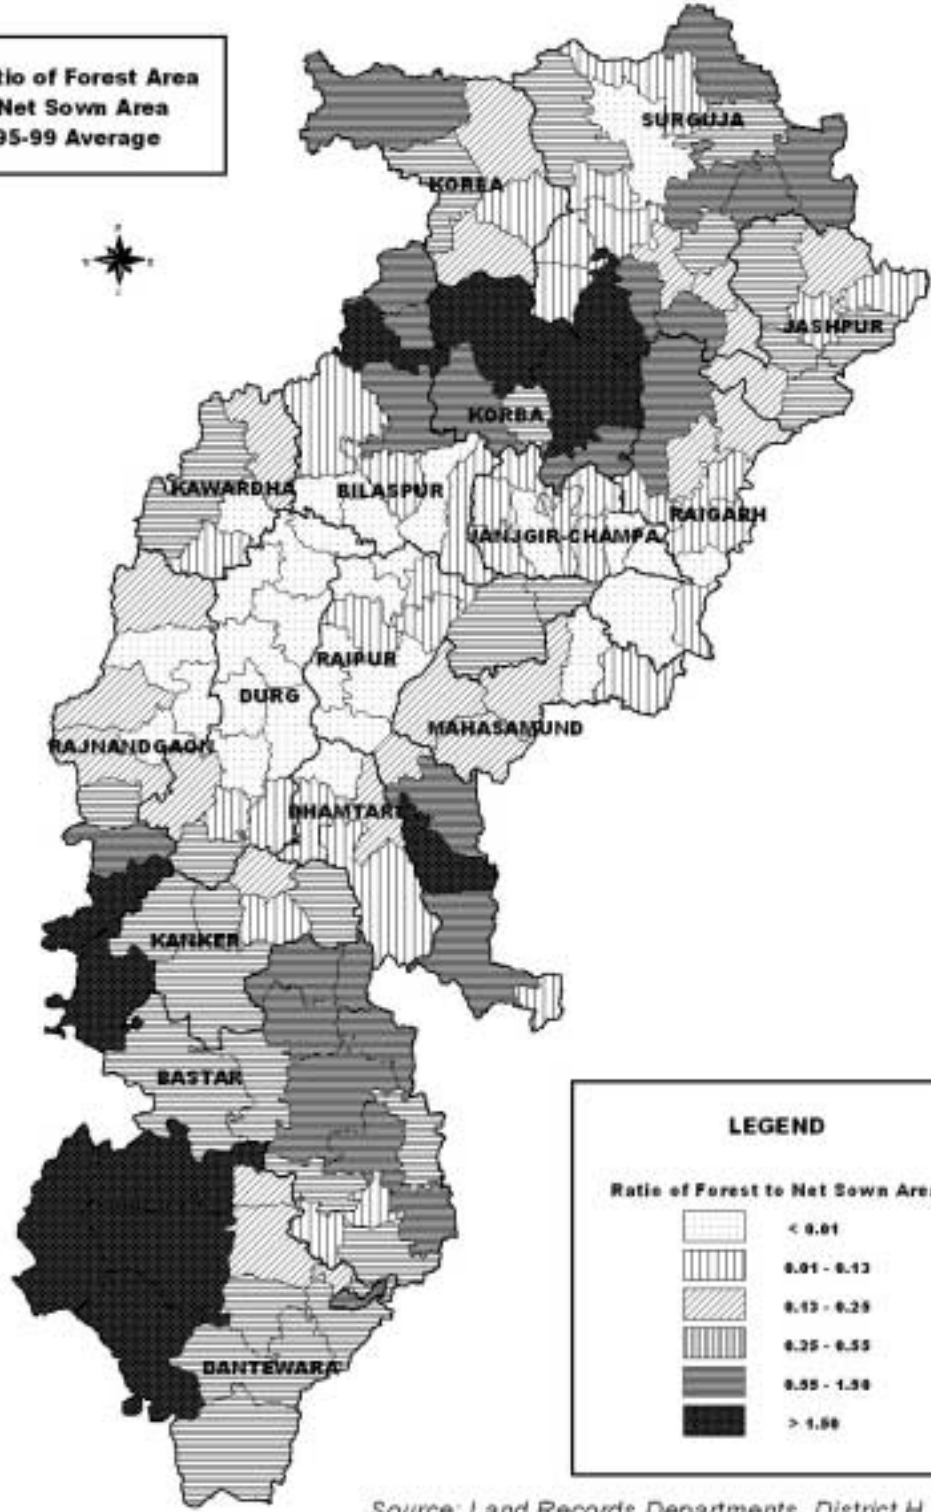 tio of Forest Area
Net Sown Area
95-99 Average
SURGUJA
KOREA
JASHPUR
KORBA
KAWARDHA
BILASPUR
JANJGIR-CHAMPA
RAIGARH
RAIPUR
DURG
MAHASAMUND
RAJNANDGAON
DHAMTARI
KANKER
BASTAR
DANTEWARA
LEGEND
Ratio of Forest to Net Sown Area
< 0.01
0.01 - 0.13
0.13 - 0.25
0.25 - 0.55
0.55 - 1.50
> 1.50
Source: Land Records Departments, District H